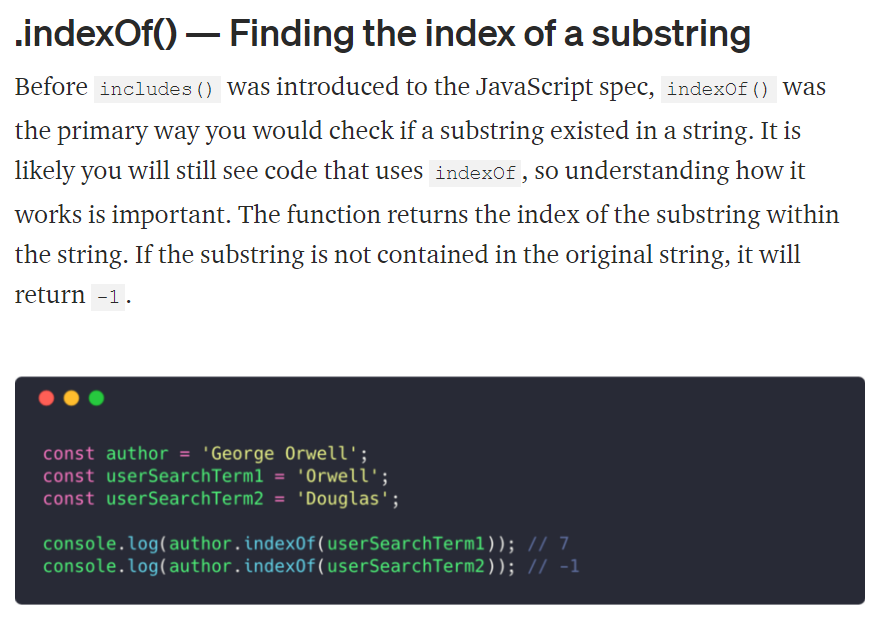 .indexOf() — Finding the index of a substring
Before includes() was introduced to the JavaScript spec, indexOf() was
the primary way you would check if a substring existed in a string. It is
likely you will still see code that uses indexOf, so understanding how it
works is important. The function returns the index of the substring within
the string. If the substring is not contained in the original string, it will
return -1.
const author = 'George Orwell';
const userSearchTerm1 = 'Orwell';
const userSearchTerm2 = 'Douglas';
console.log(author.indexOf(userSearchTerm1)); // 7
console.log(author.indexOf(userSearchTerm2)); // -1